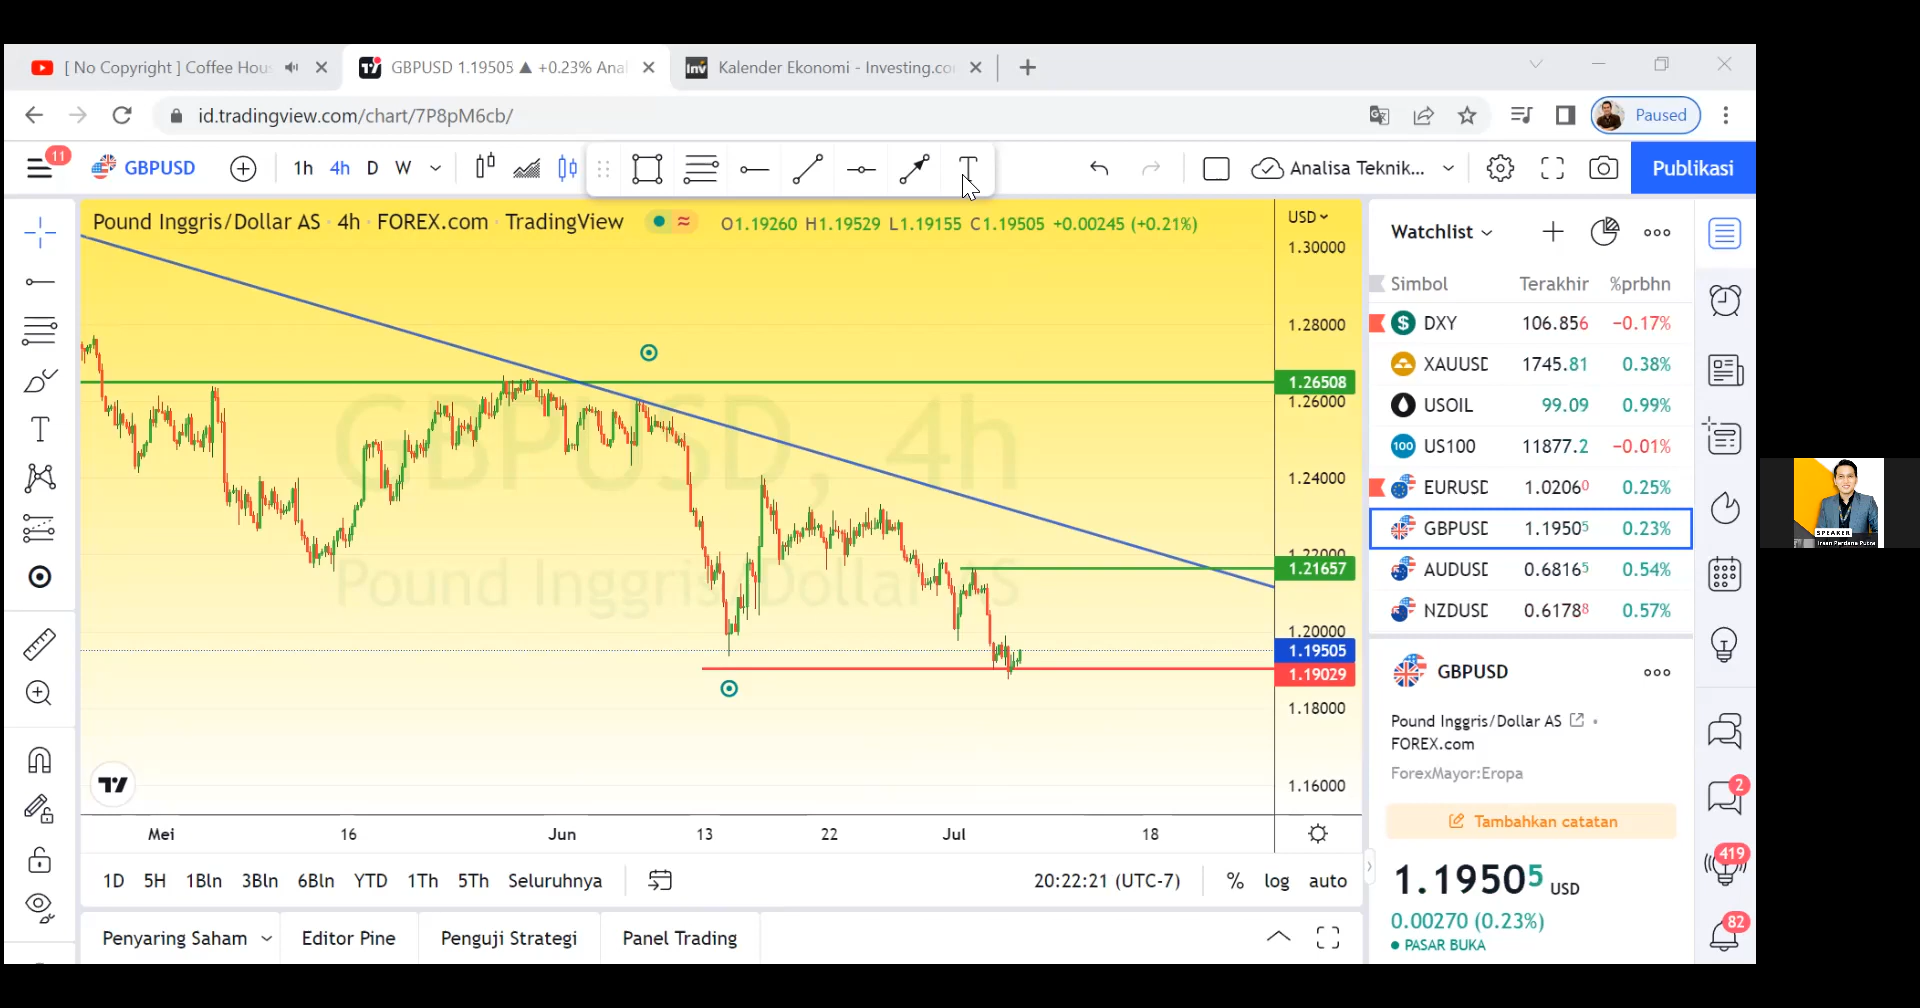 [ No Copyright ] Coffee Hou
GBPUSD 1.19505 ▲ +0.23% Anal
Inv Kalender Ekonomi - Investing.co
id.tradingview.com/chart/7P8pM6cb/
Paused
11
GBPUSD
1h 4h D W
T
Analisa Teknik...
Publikasi
Pound Inggris/Dollar AS · 4h · FOREX.com · TradingView
O1.19260 H1.19529 L1.19155 C1.19505 +0.00245 (+0.21%)
USD
1.30000
1.28000
1.26508
1.26000
1.24000
1.22000
1.21657
1.20000
1.19505
1.19029
1.18000
1.16000
GBPUSD, 4h
Pound Inggris/Dollar AS
Mei 16 Jun 13 22 Jul 18
1D 5H 1Bln 3Bln 6Bln YTD 1Th 5Th Seluruhnya
20:22:21 (UTC-7) % log auto
Penyaring Saham Editor Pine Penguji Strategi Panel Trading
Watchlist
Simbol Terakhir %prbhn
DXY 106.856 −0.17%
XAUUSD 1745.81 0.38%
USOIL 99.09 0.99%
100 US100 11877.2 −0.01%
EURUSD 1.02060 0.25%
GBPUSD 1.19505 0.23%
AUDUSD 0.68165 0.54%
NZDUSD 0.61788 0.57%
GBPUSD
Pound Inggris/Dollar AS
FOREX.com
ForexMayor:Eropa
Tambahkan catatan
1.19505 USD
0.00270 (0.23%)
PASAR BUKA
2
419
82
SPEAKER